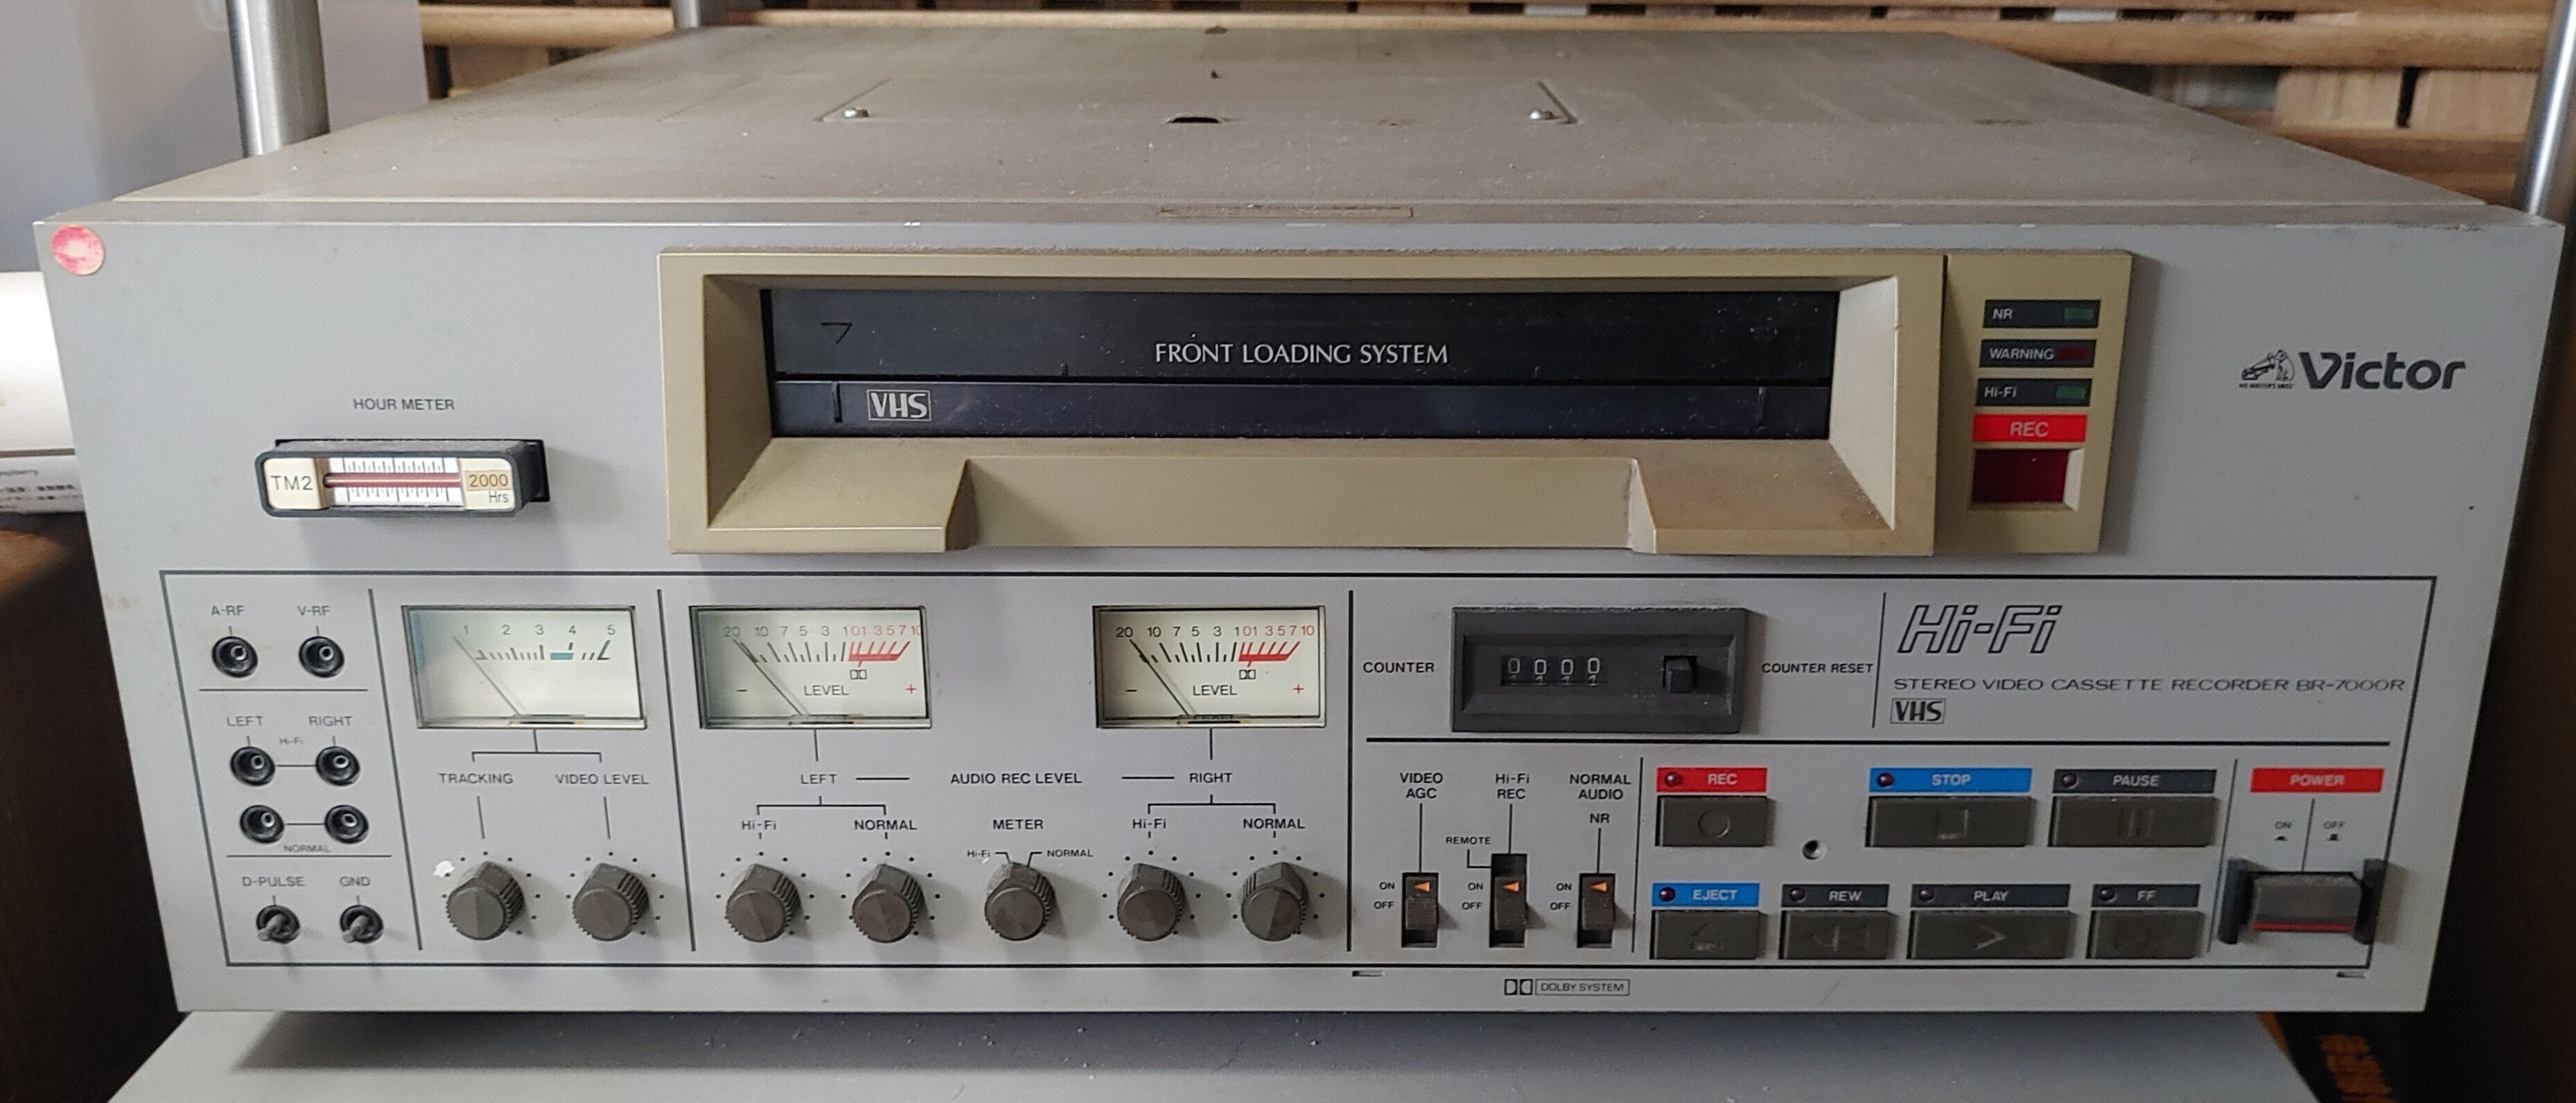 FRONT LOADING SYSTEM
VHS
NR
WARNING
Hi-Fi
REC
HIS MASTER'S VOICE
Victor
HOUR METER
TM2
2000
Hrs
A-RF
V-RF
LEFT
RIGHT
Hi-Fi
NORMAL
D-PULSE
GND
1 2 3 4 5
TRACKING
VIDEO LEVEL
20 10 7 5 3 1 0 1 3 5 7 10
- LEVEL +
20 10 7 5 3 1 0 1 3 5 7 10
- LEVEL +
LEFT
AUDIO REC LEVEL
RIGHT
Hi-Fi
NORMAL
METER
Hi-Fi
NORMAL
Hi-Fi
NORMAL
COUNTER
0000
COUNTER RESET
Hi-Fi
STEREO VIDEO CASSETTE RECORDER BR-7000R
VHS
VIDEO
AGC
ON
OFF
Hi-Fi
REC
REMOTE
ON
OFF
NORMAL
AUDIO
NR
ON
OFF
REC
STOP
PAUSE
EJECT
REW
PLAY
FF
POWER
ON
OFF
DOLBY SYSTEM